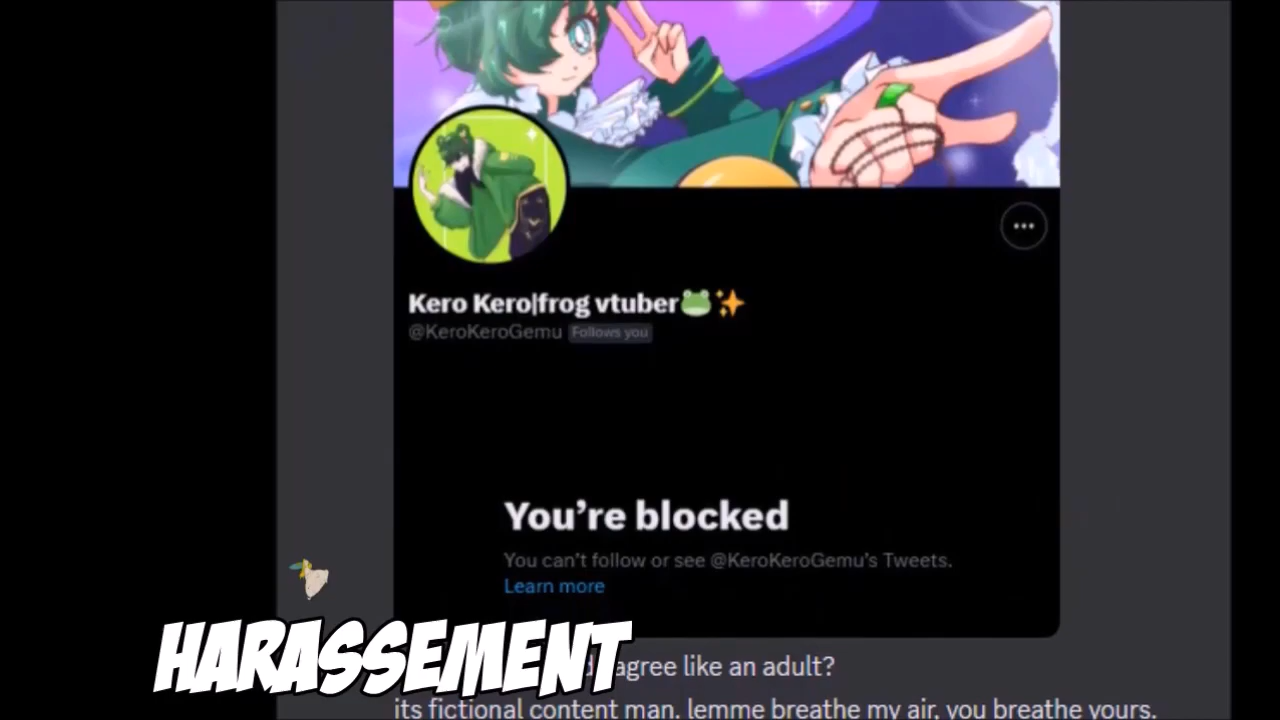 Kero Kero|frog vtuber🐸✨
@KeroKeroGemu Follows you
You're blocked
You can't follow or see @KeroKeroGemu's Tweets.
Learn more
HARASSEMENT
agree like an adult?
its fictional content man. lemme breathe my air, you breathe yours.